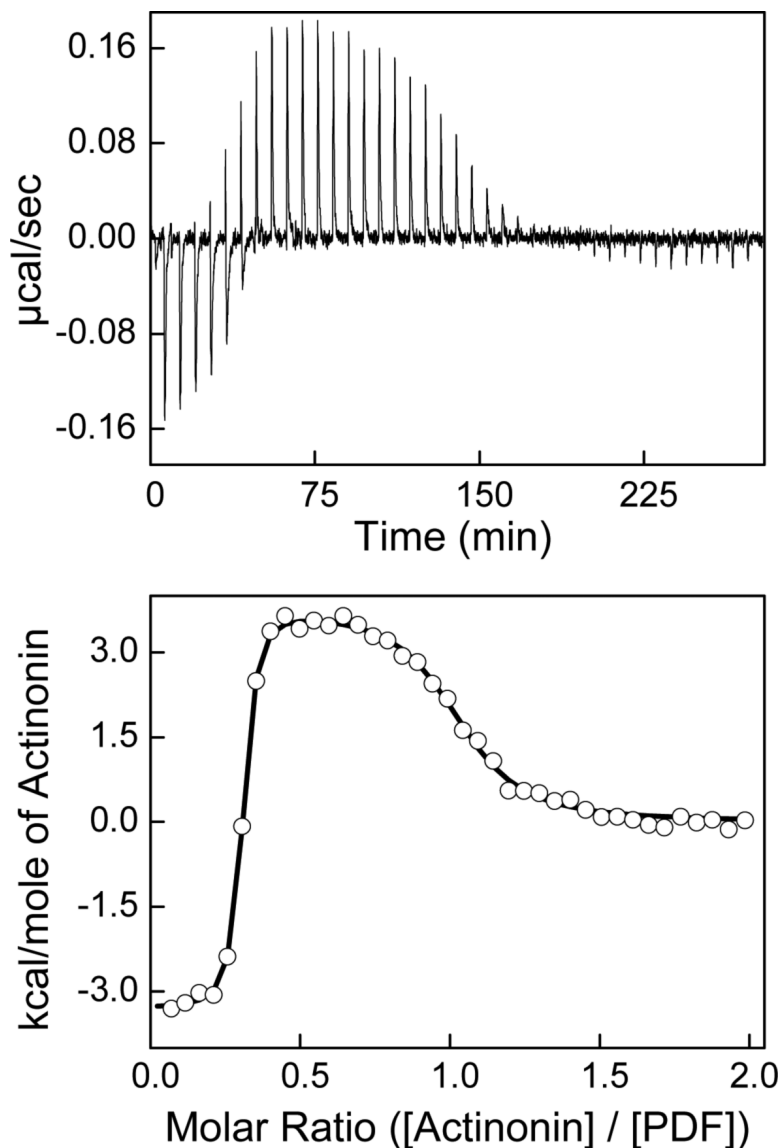 0.16
0.08
0.00
-0.08
-0.16
µcal/sec
0 75 150 225
Time (min)
3.0
1.5
0.0
-1.5
-3.0
kcal/mole of Actinonin
0.0 0.5 1.0 1.5 2.0
Molar Ratio ([Actinonin] / [PDF])